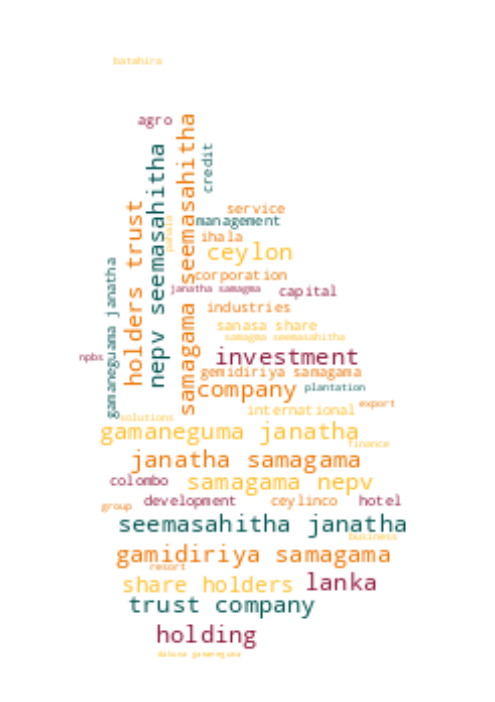 batahira
agro
samagama seemasahitha
nepv seemasahitha
credit
holders trust
service
pahala
management
ihala
ceylon
gamaneguama janatha
corporation
janatha samagma
capital
industries
sanasa share
samagma seemasahitha
npbs
investment
gemidiriya samagama
company
plantation
export
international
solutions
gamaneguma janatha
finance
janatha samagama
colombo
samagama nepv
group
development
ceylinco
hotel
seemasahitha janatha
business
gamidiriya samagama
resort
share holders
lanka
trust company
holding